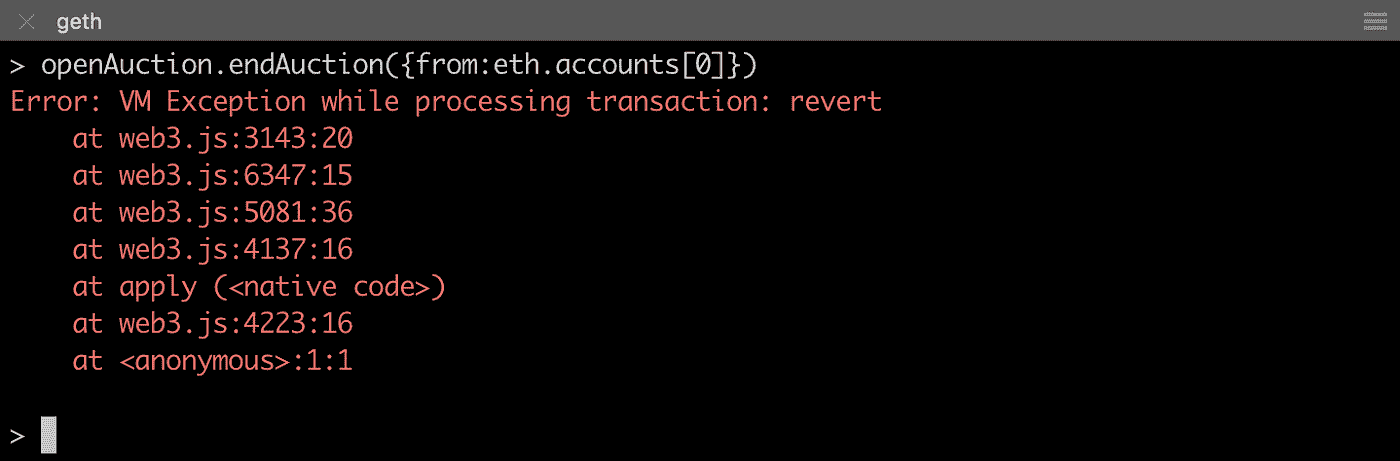 geth
> openAuction.endAuction({from:eth.accounts[0]})
Error: VM Exception while processing transaction: revert
    at web3.js:3143:20
    at web3.js:6347:15
    at web3.js:5081:36
    at web3.js:4137:16
    at apply (<native code>)
    at web3.js:4223:16
    at <anonymous>:1:1
>